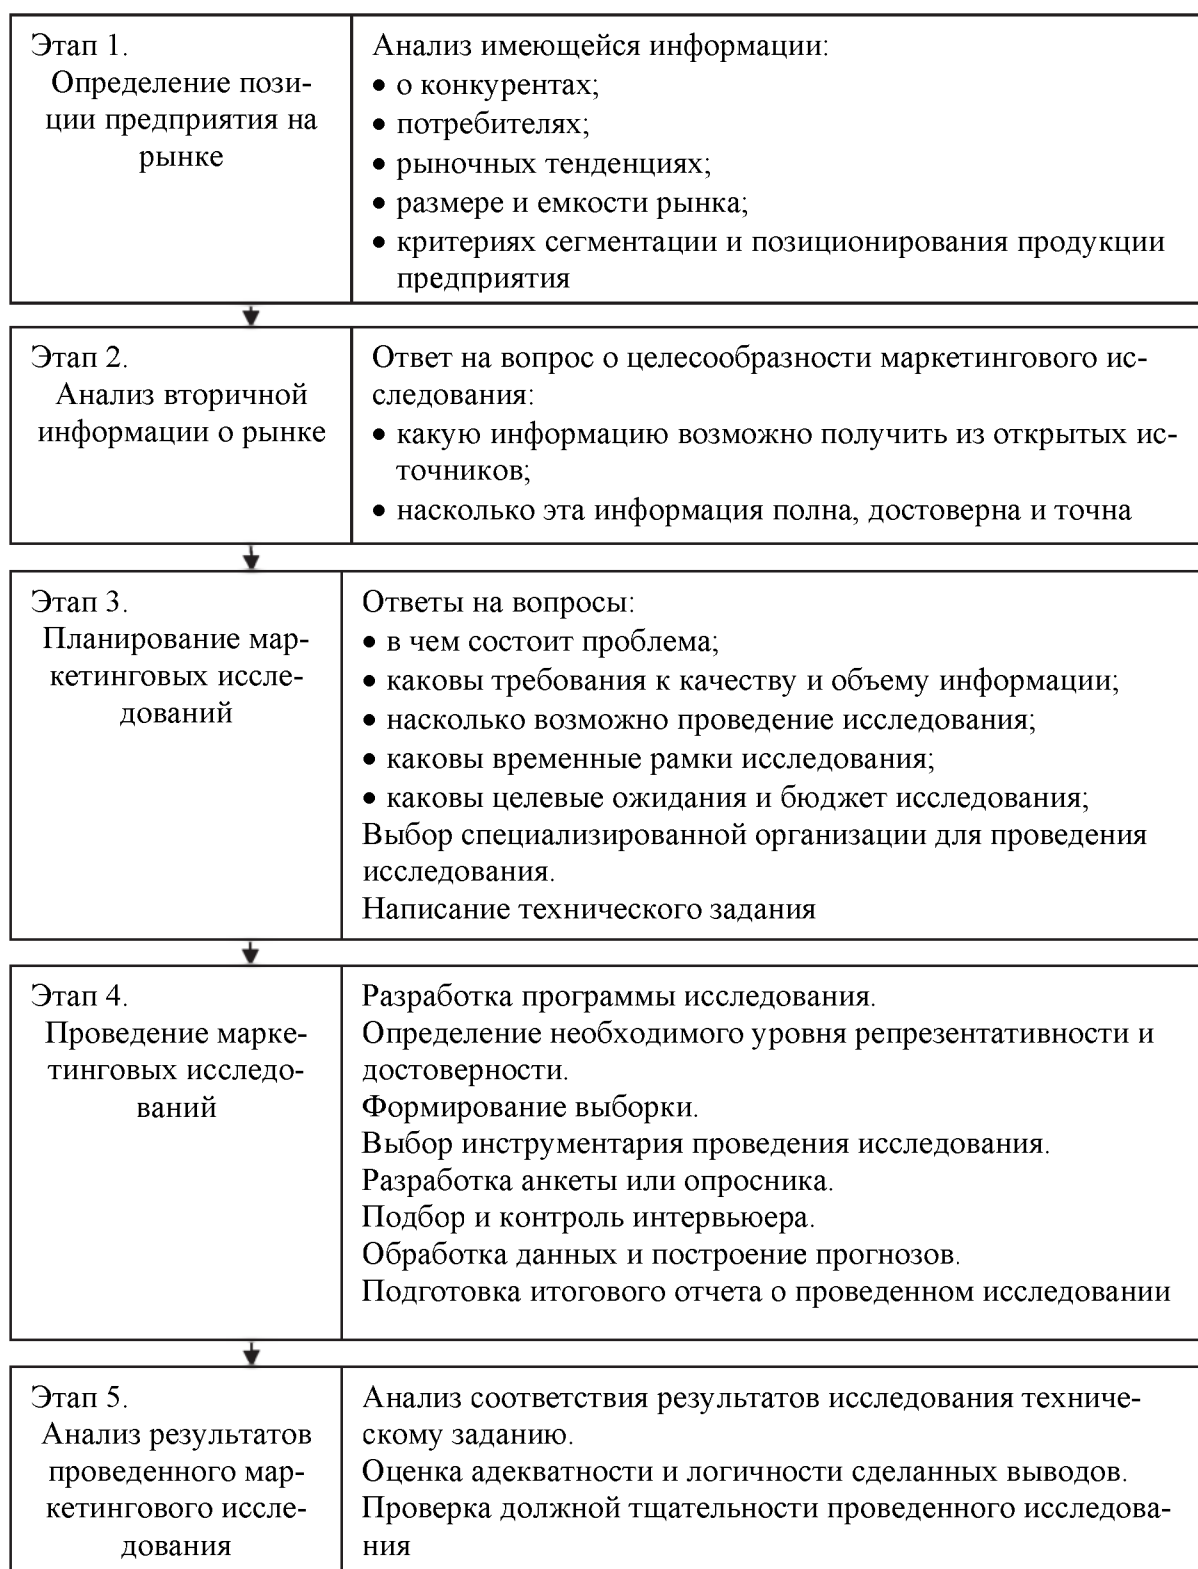 Этап 1.
Определение пози-
ции предприятия на
рынке
Анализ имеющейся информации:
• о конкурентах;
• потребителях;
• рыночных тенденциях;
• размере и емкости рынка;
• критериях сегментации и позиционирования продукции
предприятия
Этап 2.
Анализ вторичной
информации о рынке
Ответ на вопрос о целесообразности маркетингового ис-
следования:
• какую информацию возможно получить из открытых ис-
точников;
• насколько эта информация полна, достоверна и точна
Этап 3.
Планирование мар-
кетинговых иссле-
дований
Ответы на вопросы:
• в чем состоит проблема;
• каковы требования к качеству и объему информации;
• насколько возможно проведение исследования;
• каковы временные рамки исследования;
• каковы целевые ожидания и бюджет исследования;
Выбор специализированной организации для проведения
исследования.
Написание технического задания
Этап 4.
Проведение марке-
тинговых исследо-
ваний
Разработка программы исследования.
Определение необходимого уровня репрезентативности и
достоверности.
Формирование выборки.
Выбор инструментария проведения исследования.
Разработка анкеты или опросника.
Подбор и контроль интервьюера.
Обработка данных и построение прогнозов.
Подготовка итогового отчета о проведенном исследовании
Этап 5.
Анализ результатов
проведенного мар-
кетингового иссле-
дования
Анализ соответствия результатов исследования техниче-
скому заданию.
Оценка адекватности и логичности сделанных выводов.
Проверка должной тщательности проведенного исследова-
ния